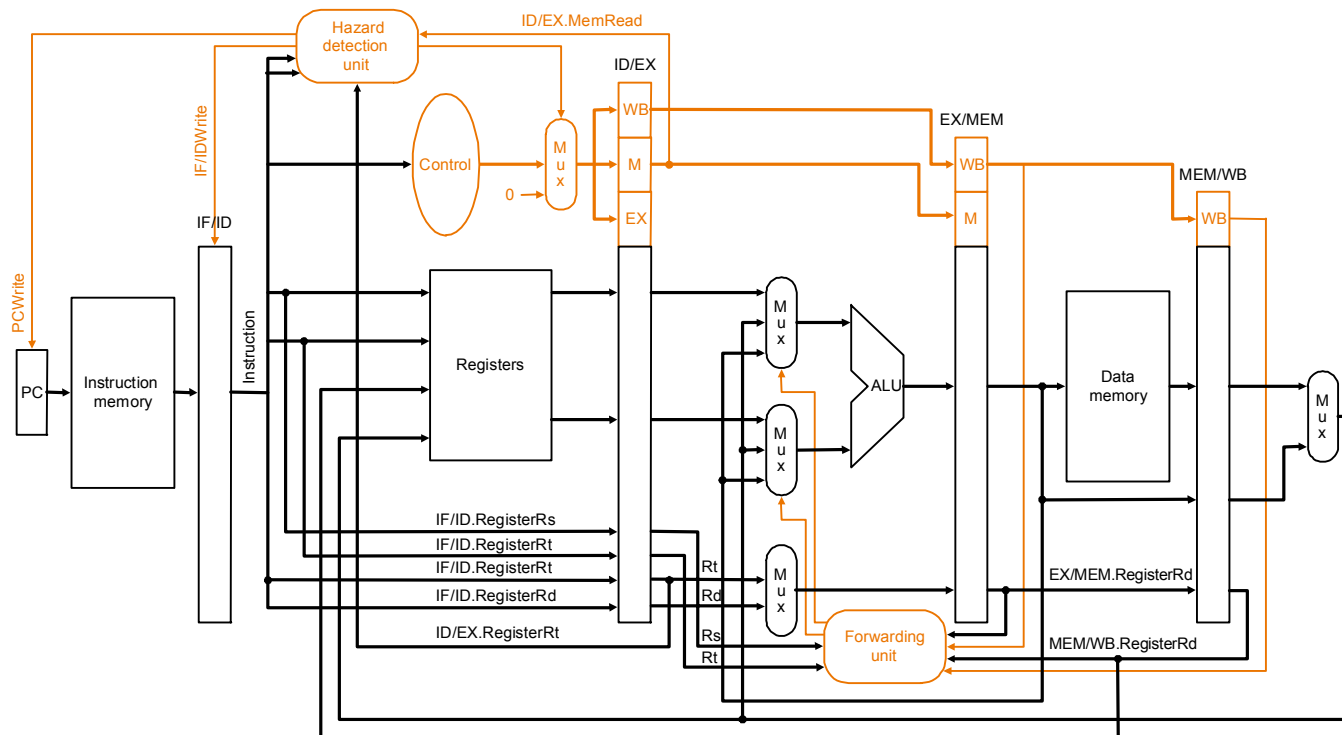 Hazard
detection
unit
ID/EX.MemRead
ID/EX
IF/IDWrite
PCWrite
Control
0
M
u
x
WB
M
EX
EX/MEM
WB
M
MEM/WB
WB
IF/ID
PC
Instruction
memory
Instruction
Registers
M
u
x
M
u
x
ALU
Data
memory
M
u
x
IF/ID.RegisterRs
IF/ID.RegisterRt
IF/ID.RegisterRt
IF/ID.RegisterRd
ID/EX.RegisterRt
Rt
Rd
Rs
Rt
M
u
x
Forwarding
unit
EX/MEM.RegisterRd
MEM/WB.RegisterRd